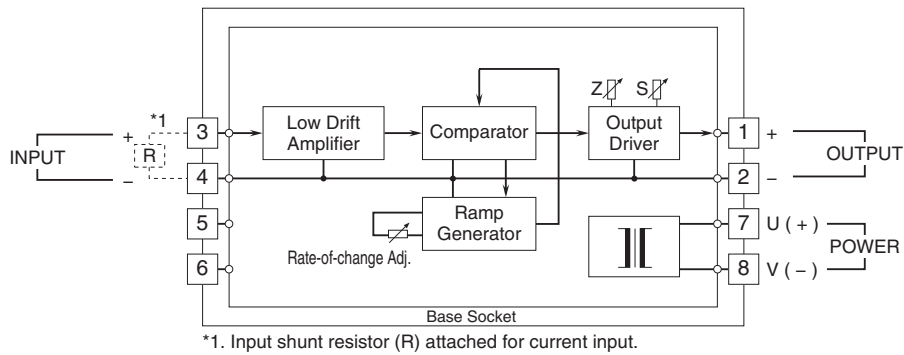 Z S
*1
3 Low Drift Amplifier Comparator Output Driver 1 +
INPUT + R − OUTPUT
4 2 −
5 Ramp Generator 7 U ( + )
Rate-of-change Adj. POWER
6 8 V ( − )
Base Socket
*1. Input shunt resistor (R) attached for current input.